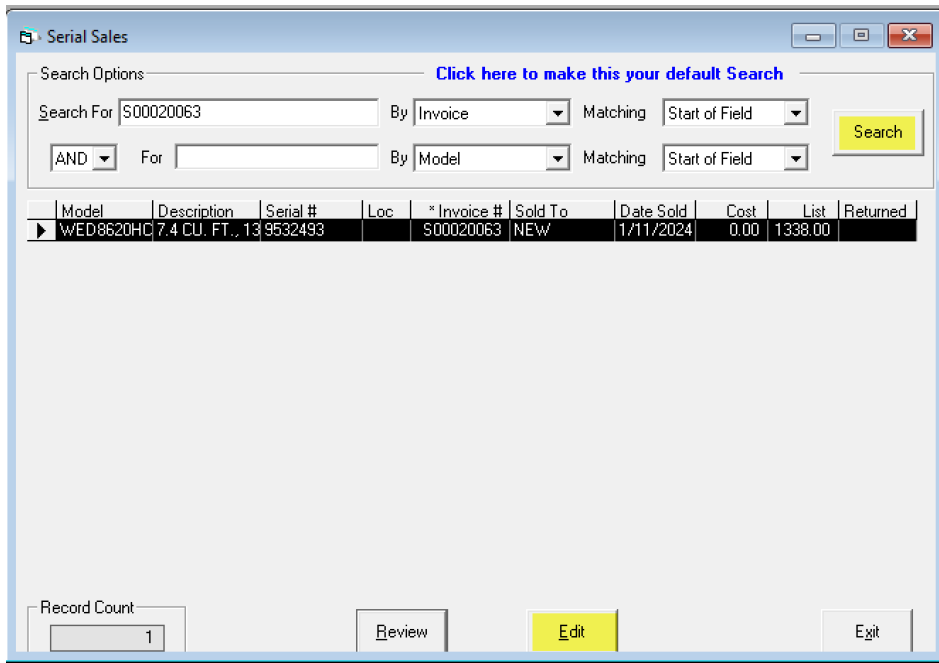 Serial Sales
Search Options Click here to make this your default Search
Search For S00020063 By Invoice Matching Start of Field
Search
AND For By Model Matching Start of Field
Model Description Serial # Loc * Invoice # Sold To Date Sold Cost List Returned
WED8620HC 7.4 CU. FT., 13 9532493 S00020063 NEW 1/11/2024 0.00 1338.00
Record Count
1 Review Edit Exit